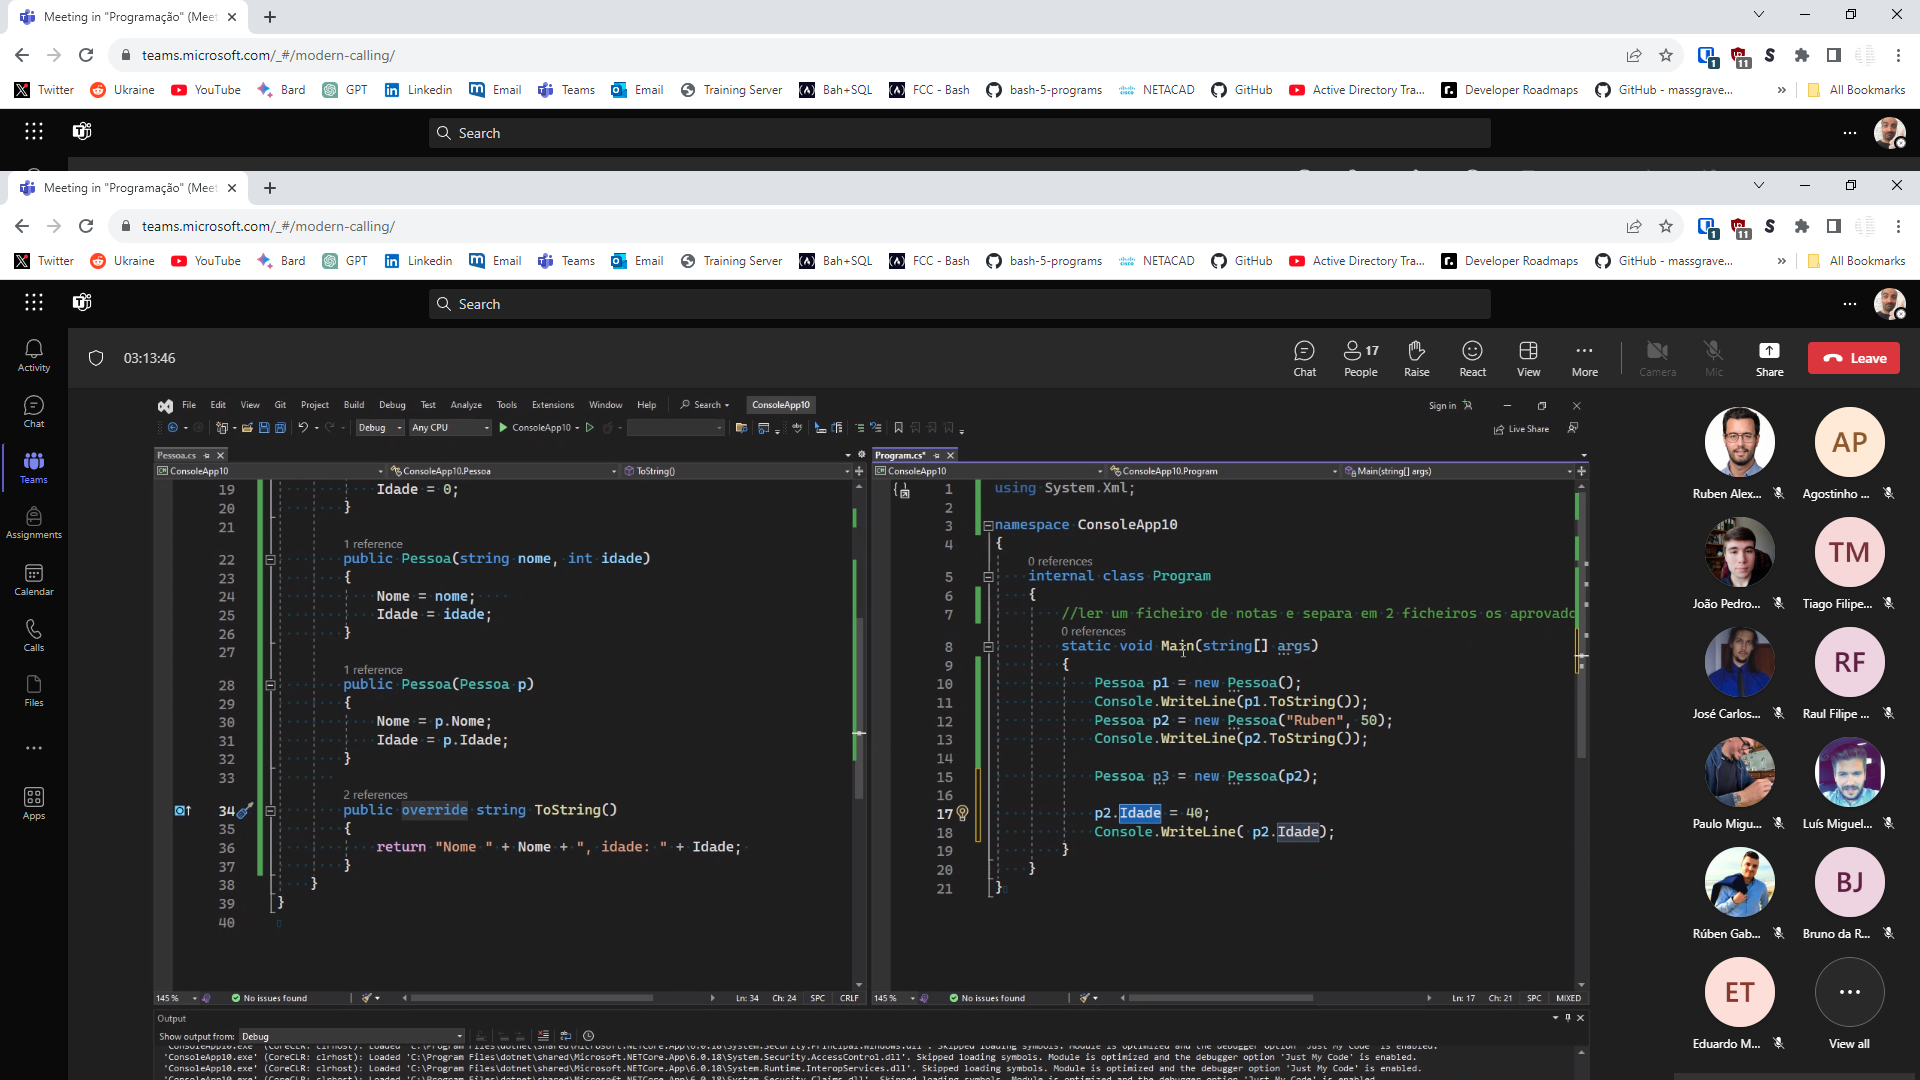 Meeting in "Programação" (Meet
teams.microsoft.com/_#/modern-calling/
1
11
Twitter Ukraine YouTube Bard GPT Linkedin Email Teams Email Training Server Bah+SQL FCC - Bash bash-5-programs NETACAD GitHub Active Directory Tra... Developer Roadmaps GitHub - massgrave... » All Bookmarks
Search
Meeting in "Programação" (Meet
teams.microsoft.com/_#/modern-calling/
1
11
Twitter Ukraine YouTube Bard GPT Linkedin Email Teams Email Training Server Bah+SQL FCC - Bash bash-5-programs NETACAD GitHub Active Directory Tra... Developer Roadmaps GitHub - massgrave... » All Bookmarks
Search
Activity
Chat
Teams
Assignments
Calendar
Calls
Files
Apps
03:13:46
Chat
17
People
Raise
React
View
More
Camera
Mic
Share
Leave
File Edit View Git Project Build Debug Test Analyze Tools Extensions Window Help Search ConsoleApp10
Sign in
Debug Any CPU ConsoleApp10
Live Share
Pessoa.cs
ConsoleApp10 ConsoleApp10.Pessoa ToString()
19 Idade = 0;
20 }
21
1 reference
22 public Pessoa(string nome, int idade)
23 {
24 Nome = nome;
25 Idade = idade;
26 }
27
1 reference
28 public Pessoa(Pessoa p)
29 {
30 Nome = p.Nome;
31 Idade = p.Idade;
32 }
33
2 references
34 public override string ToString()
35 {
36 return "Nome " + Nome + ", idade: " + Idade;
37 }
38 }
39 }
40
145 % No issues found Ln: 34 Ch: 24 SPC CRLF
Program.cs*
ConsoleApp10 ConsoleApp10.Program Main(string[] args)
1 using System.Xml;
2
3 namespace ConsoleApp10
4 {
0 references
5 internal class Program
6 {
7 //ler um ficheiro de notas e separa em 2 ficheiros os aprovado
0 references
8 static void Main(string[] args)
9 {
10 Pessoa p1 = new Pessoa();
11 Console.WriteLine(p1.ToString());
12 Pessoa p2 = new Pessoa("Ruben", 50);
13 Console.WriteLine(p2.ToString());
14
15 Pessoa p3 = new Pessoa(p2);
16
17 p2.Idade = 40;
18 Console.WriteLine( p2.Idade);
19 }
20 }
21 }
145 % No issues found Ln: 17 Ch: 21 SPC MIXED
Output
Show output from: Debug
'ConsoleApp10.exe' (CoreCLR: clrhost): Loaded 'C:\Program Files\dotnet\shared\Microsoft.NETCore.App\6.0.18\System.Security.AccessControl.dll'. Skipped loading symbols. Module is optimized and the debugger option 'Just My Code' is enabled.
'ConsoleApp10.exe' (CoreCLR: clrhost): Loaded 'C:\Program Files\dotnet\shared\Microsoft.NETCore.App\6.0.18\System.Runtime.InteropServices.dll'. Skipped loading symbols. Module is optimized and the debugger option 'Just My Code' is enabled.
Ruben Alex...
AP
Agostinho ...
João Pedro...
TM
Tiago Filipe...
José Carlos...
RF
Raul Filipe ...
Paulo Migu...
Luís Miguel...
Rúben Gab...
BJ
Bruno da R...
ET
Eduardo M...
View all